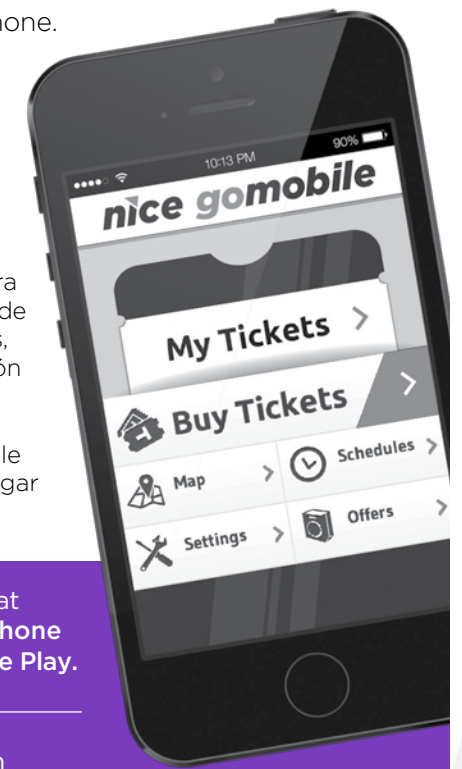 hone.
ra
de
s,
ón
le
gar
10:13 PM
90%
nice gomobile
My Tickets
Buy Tickets
Map
Schedules
Settings
Offers
at
hone
e Play.
n